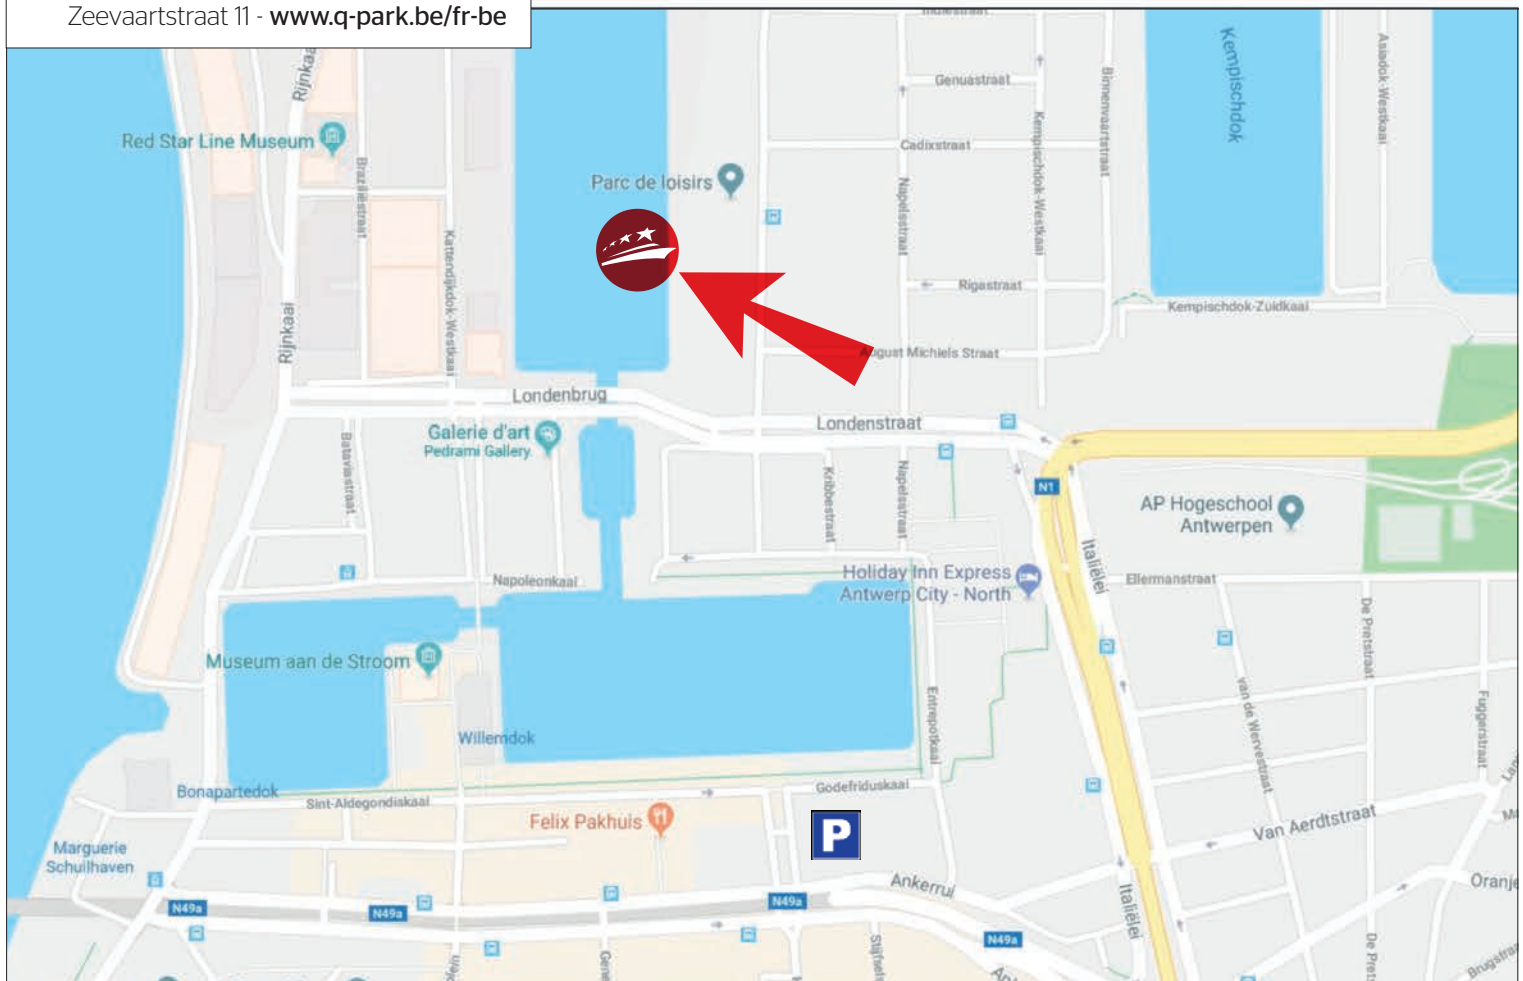 Zeevaartstraat 11 - www.q-park.be/fr-be
Rijnkaai
Genuastraat
Kempischdok
Asiadok-Westkaai
Binnenvaartstraat
Red Star Line Museum
Cadixstraat
Kempischdok-Westkaai
Braziliëstraat
Parc de loisirs
Napelsstraat
Kattendijkdok-Westkaai
Rigastraat
Kempischdok-Zuidkaai
Rijnkaai
August Michiels Straat
Londenbrug
Londenstraat
Galerie d'art
Pedrami Gallery
Bataviastraat
Kribbestraat
Napelsstraat
N1
AP Hogeschool
Antwerpen
Italiëlei
Napoleonkaai
Holiday Inn Express
Antwerp City - North
Ellermanstraat
De Pretstraat
Museum aan de Stroom
Entrepotkaai
van de Wervestraat
Fuggerstraat
Willemdok
Bonapartedok
Sint-Aldegondiskaai
Godefriduskaai
Felix Pakhuis
P
Van Aerdtstraat
Marguerie
Schuilhaven
Ankerrui
Italiëlei
Oranje
N49a
N49a
N49a
N49a
De Pret